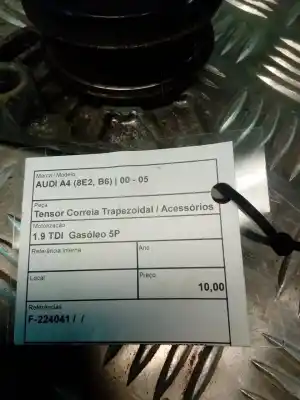 Marca / Modelo
AUDI A4 (8E2, B6) | 00 - 05
Peça
Tensor Correia Trapezoidal / Acessórios
Motorização
1.9 TDI Gasóleo 5P
Referência Interna
Ano
Local
Preço
10,00
Referências
F-224041 / /